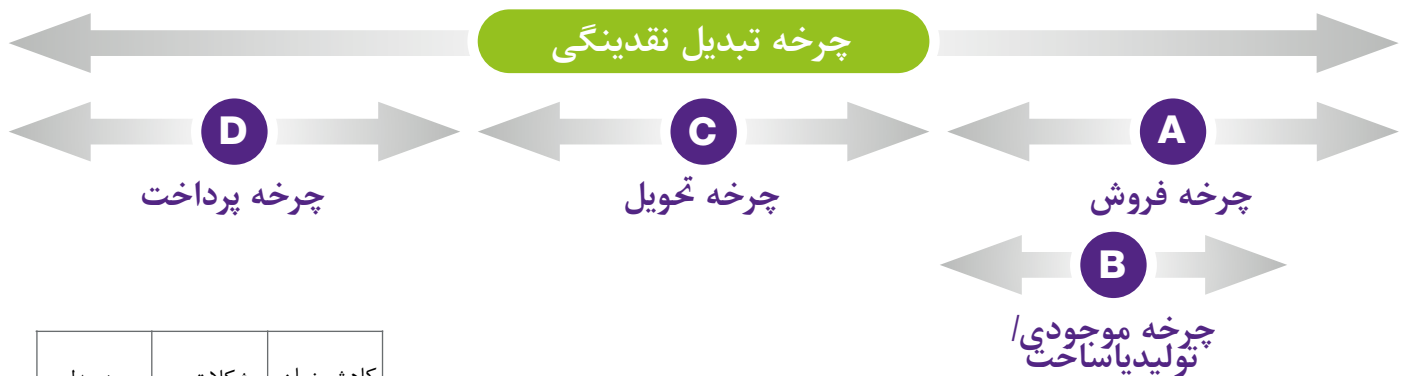 چرخه تبدیل نقدینگی
A
C
D
چرخه فروش
چرخه تحویل
چرخه پرداخت
B
چرخه موجودی/
تولیدیاساخت